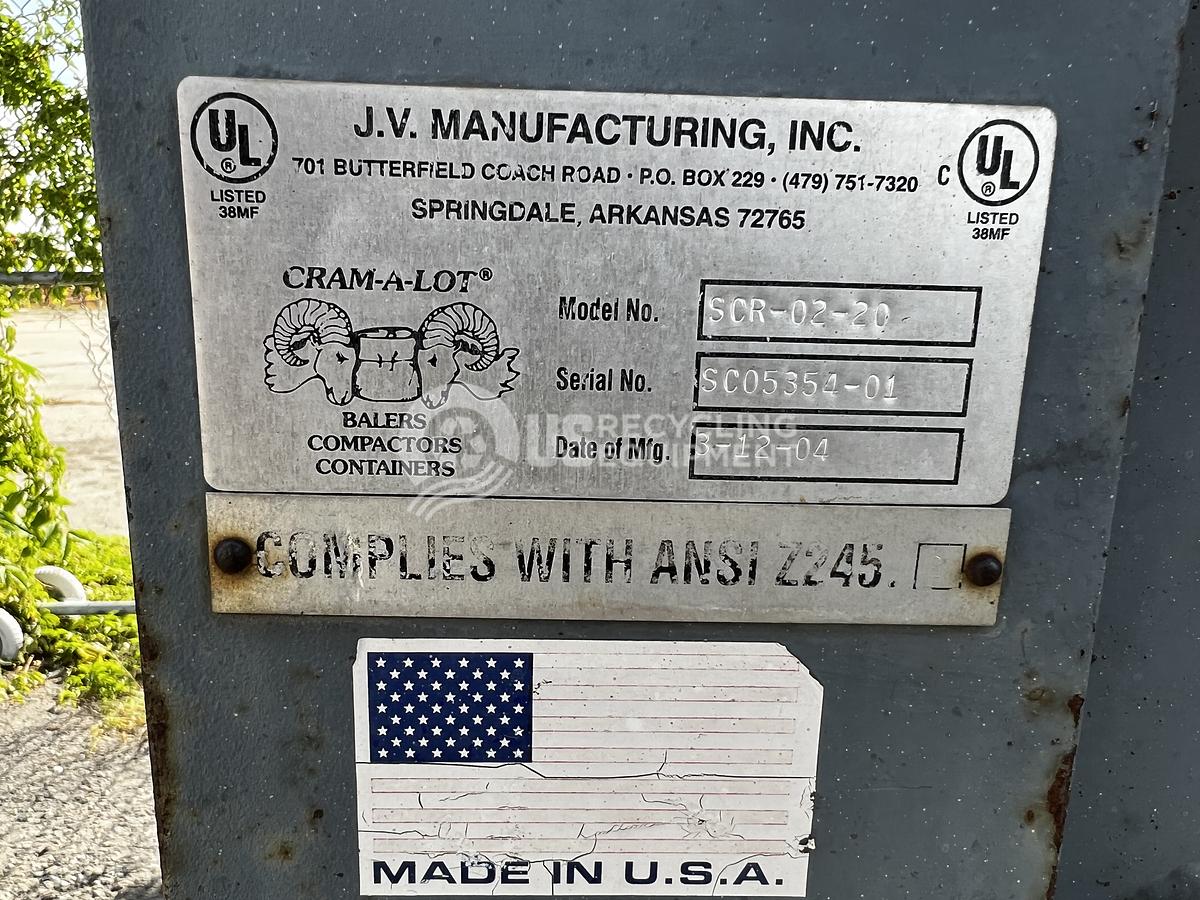 UL
®
LISTED
38MF
J.V. MANUFACTURING, INC.
701 BUTTERFIELD COACH ROAD · P.O. BOX 229 · (479) 751-7320
SPRINGDALE, ARKANSAS 72765
C UL
®
LISTED
38MF
CRAM-A-LOT®
BALERS
COMPACTORS
CONTAINERS
Model No. SCR-02-20
Serial No. SC05354-01
Date of Mfg. 3-12-04
US RECYCLING
EQUIPMENT
COMPLIES WITH ANSI Z245.
MADE IN U.S.A.